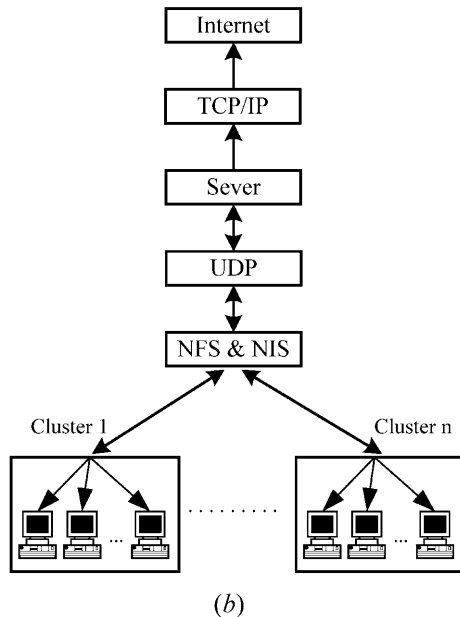 Internet
TCP/IP
Sever
UDP
NFS & NIS
Cluster 1
Cluster n
. . . . . . . . .
...
...
(b)